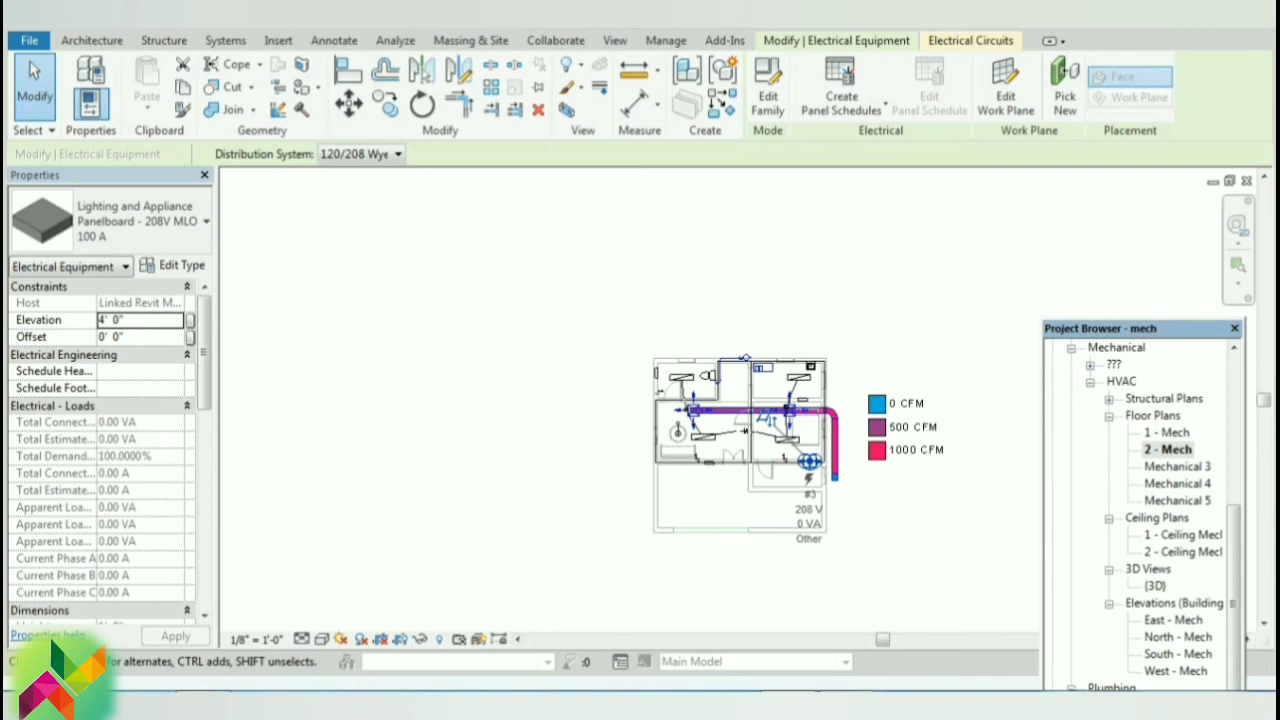 File Architecture Structure Systems Insert Annotate Analyze Massing & Site Collaborate View Manage Add-Ins Modify | Electrical Equipment Electrical Circuits
Modify
Select
Properties
Paste
Clipboard
Cope
Cut
Join
Geometry
Modify
View
Measure
Create
Edit Family
Mode
Create Panel Schedules
Edit Panel Schedule
Electrical
Edit Work Plane
Work Plane
Pick New
Face
Work Plane
Placement
Modify | Electrical Equipment
Distribution System: 120/208 Wye
Properties
Lighting and Appliance
Panelboard - 208V MLO
100 A
Electrical Equipment Edit Type
Constraints
Host Linked Revit M...
Elevation 4' 0"
Offset 0' 0"
Electrical Engineering
Schedule Hea...
Schedule Foot...
Electrical - Loads
Total Connect... 0.00 VA
Total Estimate... 0.00 VA
Total Demand... 100.0000%
Total Connect... 0.00 A
Total Estimate... 0.00 A
Apparent Loa... 0.00 VA
Apparent Loa... 0.00 VA
Apparent Loa... 0.00 VA
Current Phase A 0.00 A
Current Phase B 0.00 A
Current Phase C 0.00 A
Dimensions
Properties help
Apply
0 CFM
500 CFM
1000 CFM
#3
208 V
0 VA
Other
2D
Project Browser - mech
Mechanical
???
HVAC
Structural Plans
Floor Plans
1 - Mech
2 - Mech
Mechanical 3
Mechanical 4
Mechanical 5
Ceiling Plans
1 - Ceiling Mecl
2 - Ceiling Mecl
3D Views
{3D}
Elevations (Building
East - Mech
North - Mech
South - Mech
West - Mech
Plumbing
1/8" = 1'-0"
for alternates, CTRL adds, SHIFT unselects.
:0
Main Model